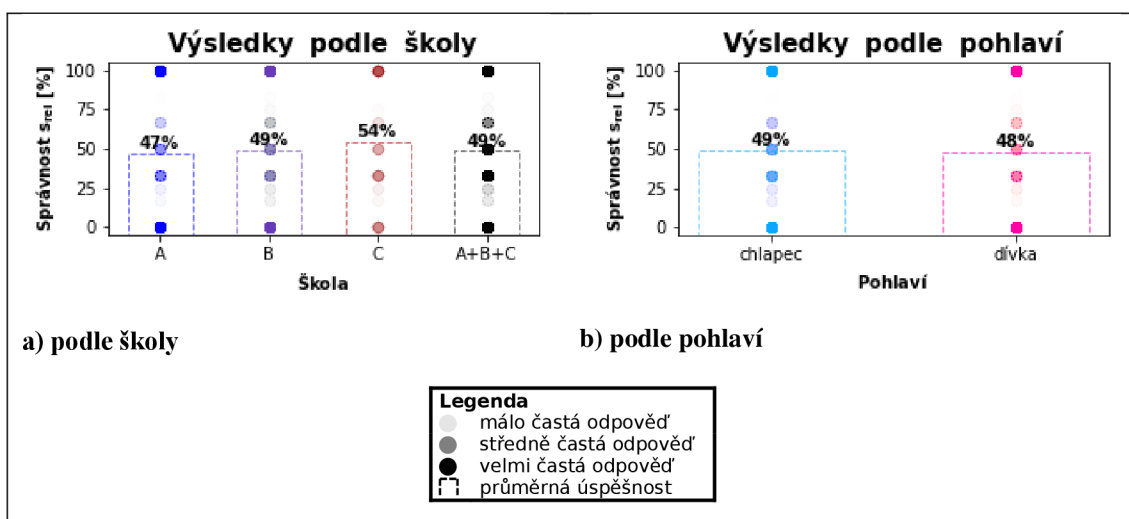 Výsledky podle školy
Správnost s_rel [%]
100
75
50
25
0
47%
49%
54%
49%
A
B
C
A+B+C
Škola
a) podle školy
Výsledky podle pohlaví
Správnost s_rel [%]
100
75
50
25
0
49%
48%
chlapec
dívka
Pohlaví
b) podle pohlaví
Legenda
málo častá odpověď
středně častá odpověď
velmi častá odpověď
průměrná úspěšnost